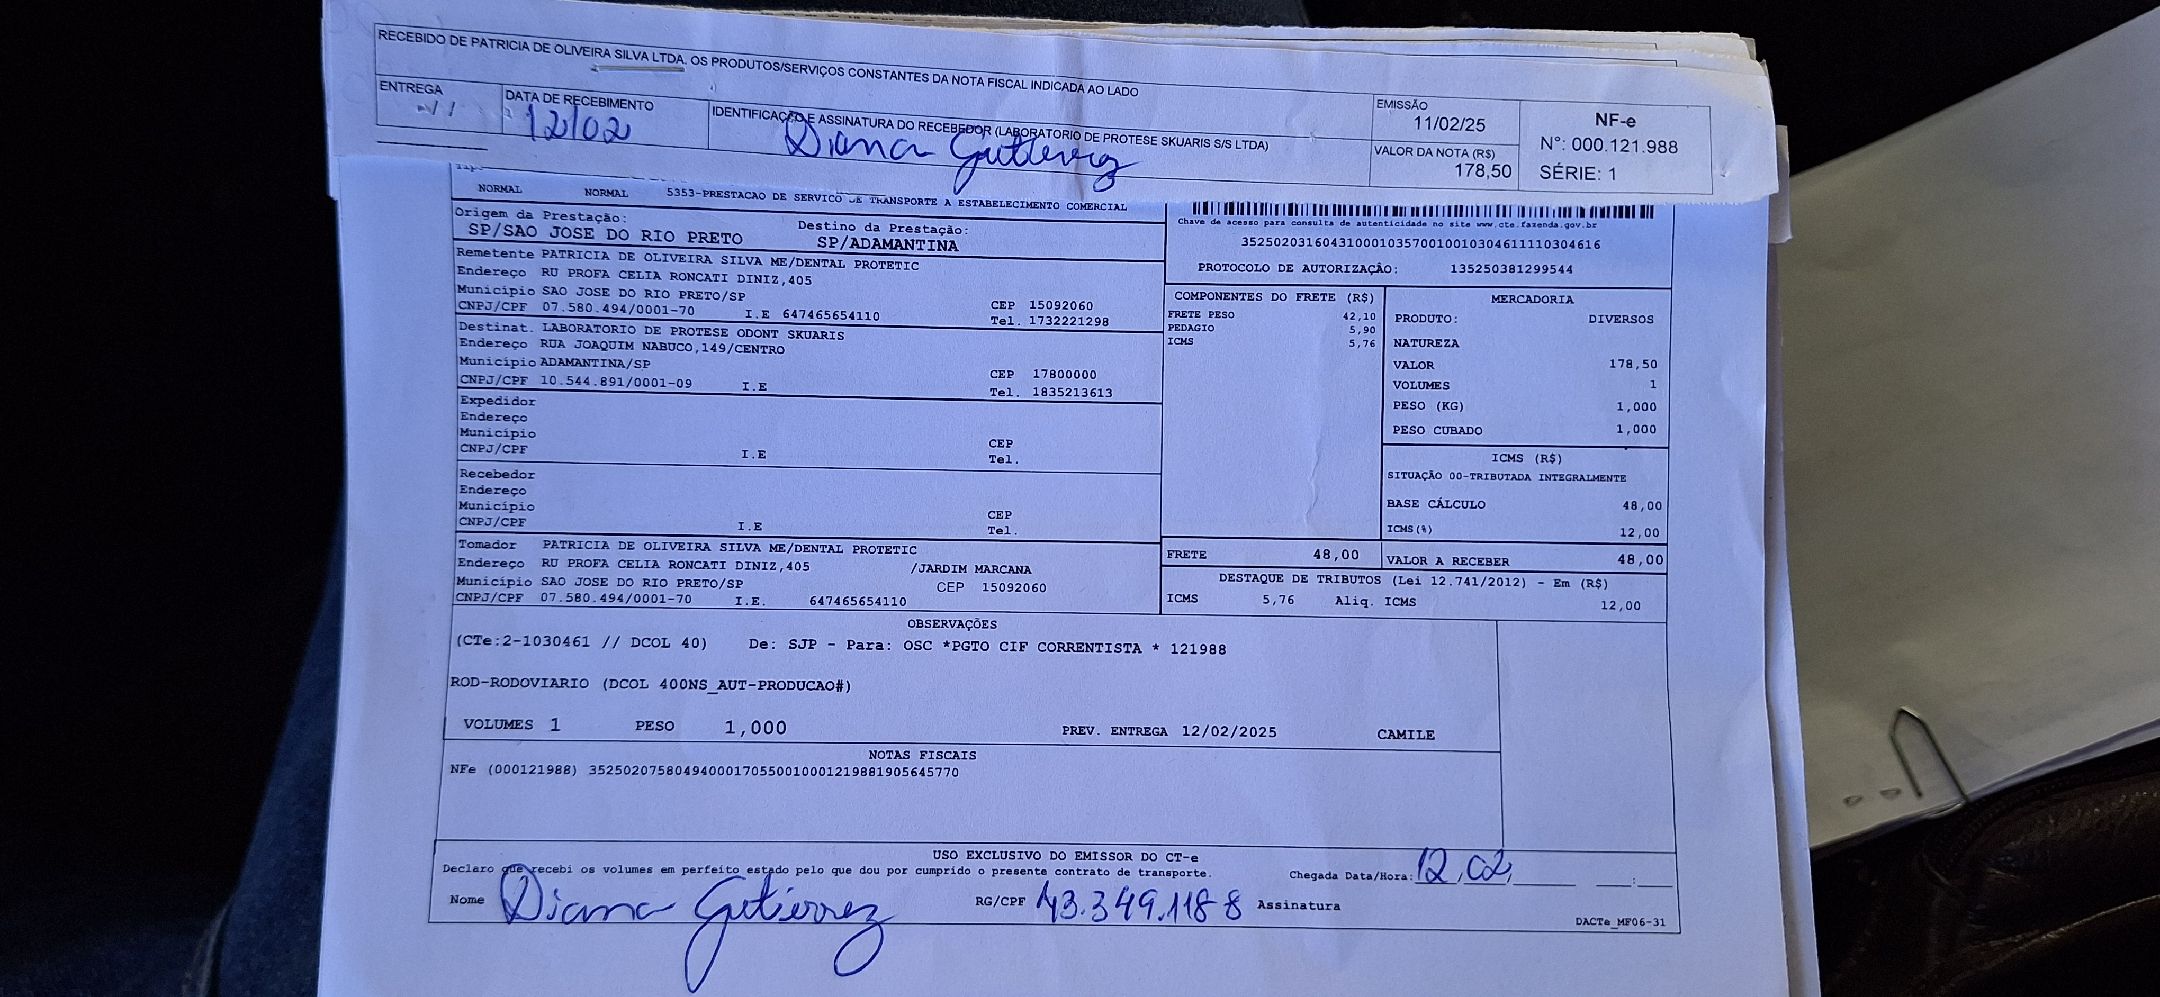 RECEBIDO DE PATRICIA DE OLIVEIRA SILVA LTDA. OS PRODUTOS/SERVIÇOS CONSTANTES DA NOTA FISCAL INDICADA AO LADO
ENTREGA
DATA DE RECEBIMENTO
12/02
IDENTIFICAÇÃO E ASSINATURA DO RECEBEDOR (LABORATORIO DE PROTESE SKUARIS S/S LTDA)
Diana Gutierrez
EMISSÃO
11/02/25
VALOR DA NOTA (R$)
178,50
NF-e
N°: 000.121.988
SÉRIE: 1
NORMAL NORMAL 5353-PRESTACAO DE SERVICO DE TRANSPORTE A ESTABELECIMENTO COMERCIAL
Origem da Prestação: Destino da Prestação:
SP/SAO JOSE DO RIO PRETO SP/ADAMANTINA
Chave de acesso para consulta de autenticidade no site www.cte.fazenda.gov.br
35250203160431000103570010010304611110304616
PROTOCOLO DE AUTORIZAÇÂO: 135250381299544
Remetente PATRICIA DE OLIVEIRA SILVA ME/DENTAL PROTETIC
Endereço RU PROFA CELIA RONCATI DINIZ,405
Município SAO JOSE DO RIO PRETO/SP CEP 15092060
CNPJ/CPF 07.580.494/0001-70 I.E 647465654110 Tel. 1732221298
Destinat. LABORATORIO DE PROTESE ODONT SKUARIS
Endereço RUA JOAQUIM NABUCO,149/CENTRO
Município ADAMANTINA/SP CEP 17800000
CNPJ/CPF 10.544.891/0001-09 I.E Tel. 1835213613
Expedidor
Endereço
Município CEP
CNPJ/CPF I.E Tel.
Recebedor
Endereço
Município CEP
CNPJ/CPF I.E Tel.
Tomador PATRICIA DE OLIVEIRA SILVA ME/DENTAL PROTETIC
Endereço RU PROFA CELIA RONCATI DINIZ,405 /JARDIM MARCANA
Município SAO JOSE DO RIO PRETO/SP CEP 15092060
CNPJ/CPF 07.580.494/0001-70 I.E. 647465654110
COMPONENTES DO FRETE (R$)
FRETE PESO 42,10
PEDAGIO 5,90
ICMS 5,76
MERCADORIA
PRODUTO: DIVERSOS
NATUREZA
VALOR 178,50
VOLUMES 1
PESO (KG) 1,000
PESO CUBADO 1,000
ICMS (R$)
SITUAÇÃO 00-TRIBUTADA INTEGRALMENTE
BASE CÁLCULO 48,00
ICMS(%) 12,00
FRETE 48,00 VALOR A RECEBER 48,00
DESTAQUE DE TRIBUTOS (Lei 12.741/2012) - Em (R$)
ICMS 5,76 Aliq. ICMS 12,00
OBSERVAÇÕES
(CTe:2-1030461 // DCOL 40) De: SJP - Para: OSC *PGTO CIF CORRENTISTA * 121988
ROD-RODOVIARIO (DCOL 400NS_AUT-PRODUCAO#)
VOLUMES 1 PESO 1,000 PREV. ENTREGA 12/02/2025 CAMILE
NOTAS FISCAIS
NFe (000121988) 35250207580494000170550010001219881905645770
USO EXCLUSIVO DO EMISSOR DO CT-e
Declaro que recebi os volumes em perfeito estado pelo que dou por cumprido o presente contrato de transporte. Chegada Data/Hora: 12,02,
Nome Diana Gutierrez RG/CPF 43.349.118 8 Assinatura
DACTe_MF06-31